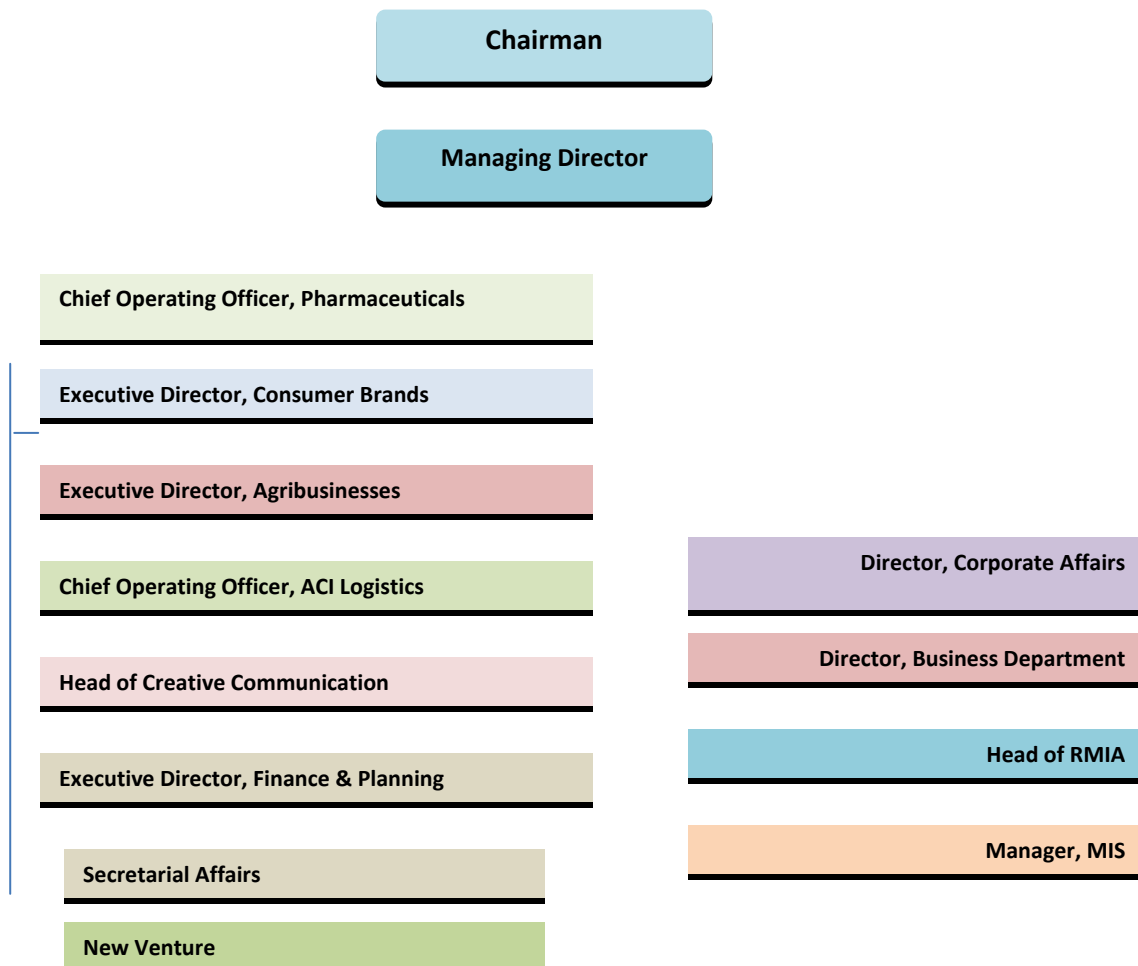 Chairman
Managing Director
Chief Operating Officer, Pharmaceuticals
Executive Director, Consumer Brands
Executive Director, Agribusinesses
Chief Operating Officer, ACI Logistics
Head of Creative Communication
Executive Director, Finance & Planning
Secretarial Affairs
New Venture
Director, Corporate Affairs
Director, Business Department
Head of RMIA
Manager, MIS